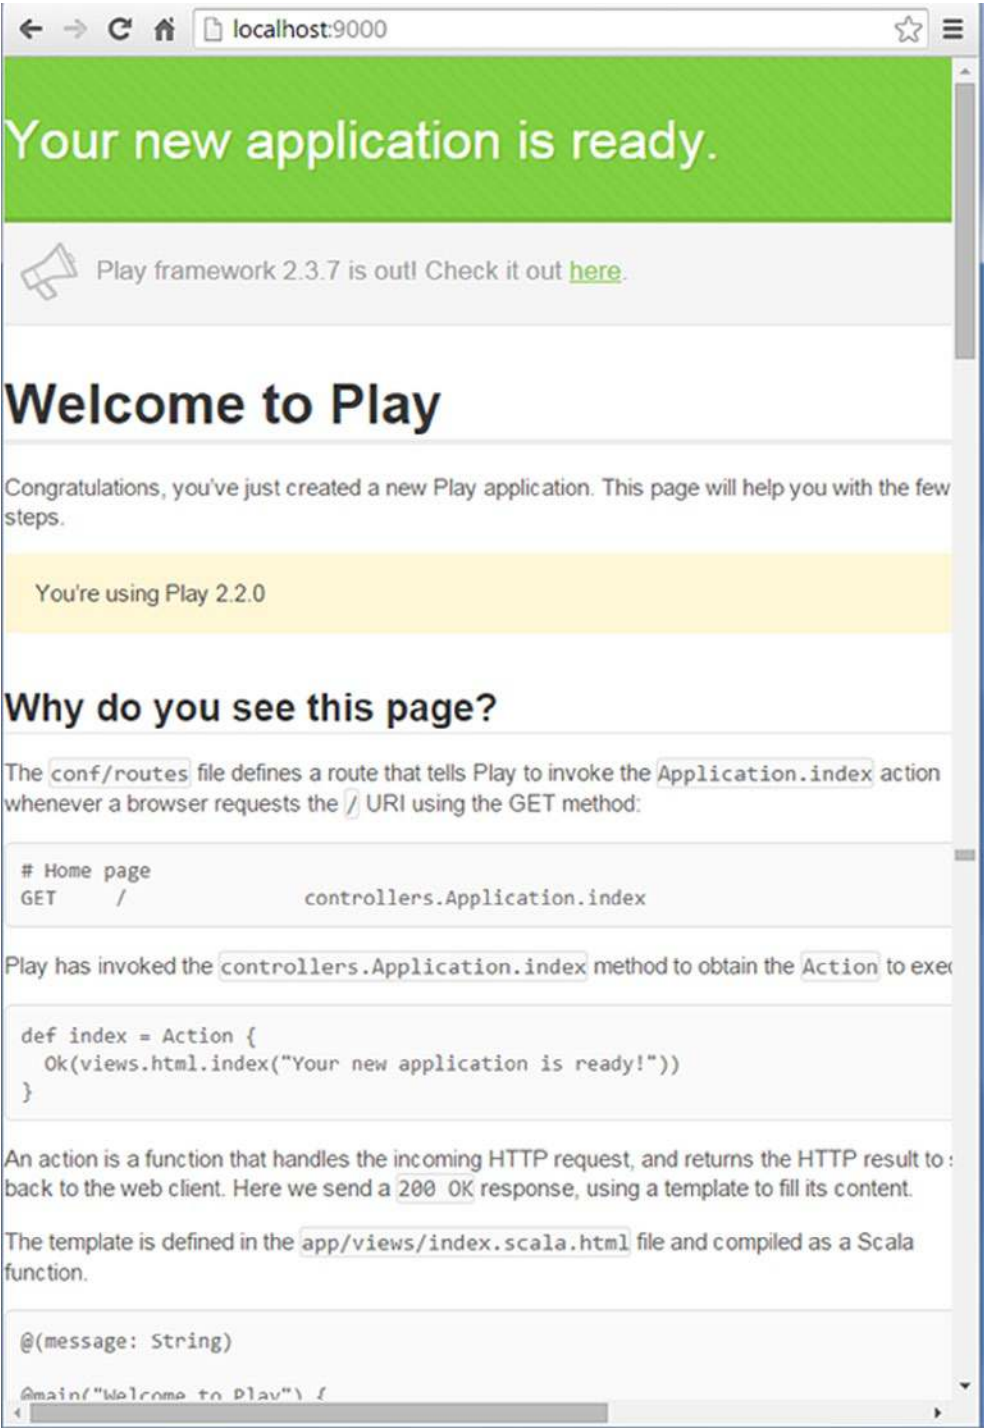 localhost:9000
Your new application is ready.
Play framework 2.3.7 is out! Check it out here.
Welcome to Play
Congratulations, you've just created a new Play application. This page will help you with the few
steps.
You're using Play 2.2.0
Why do you see this page?
The conf/routes file defines a route that tells Play to invoke the Application.index action
whenever a browser requests the / URI using the GET method:
# Home page
GET     /               controllers.Application.index
Play has invoked the controllers.Application.index method to obtain the Action to
def index = Action {
  Ok(views.html.index("Your new application is ready!"))
}
An action is a function that handles the incoming HTTP request, and returns the HTTP result to
back to the web client. Here we send a 200 OK response, using a template to fill its content.
The template is defined in the app/views/index.scala.html file and compiled as a Scala
function.
@(message: String)
@main("Welcome to Play") {